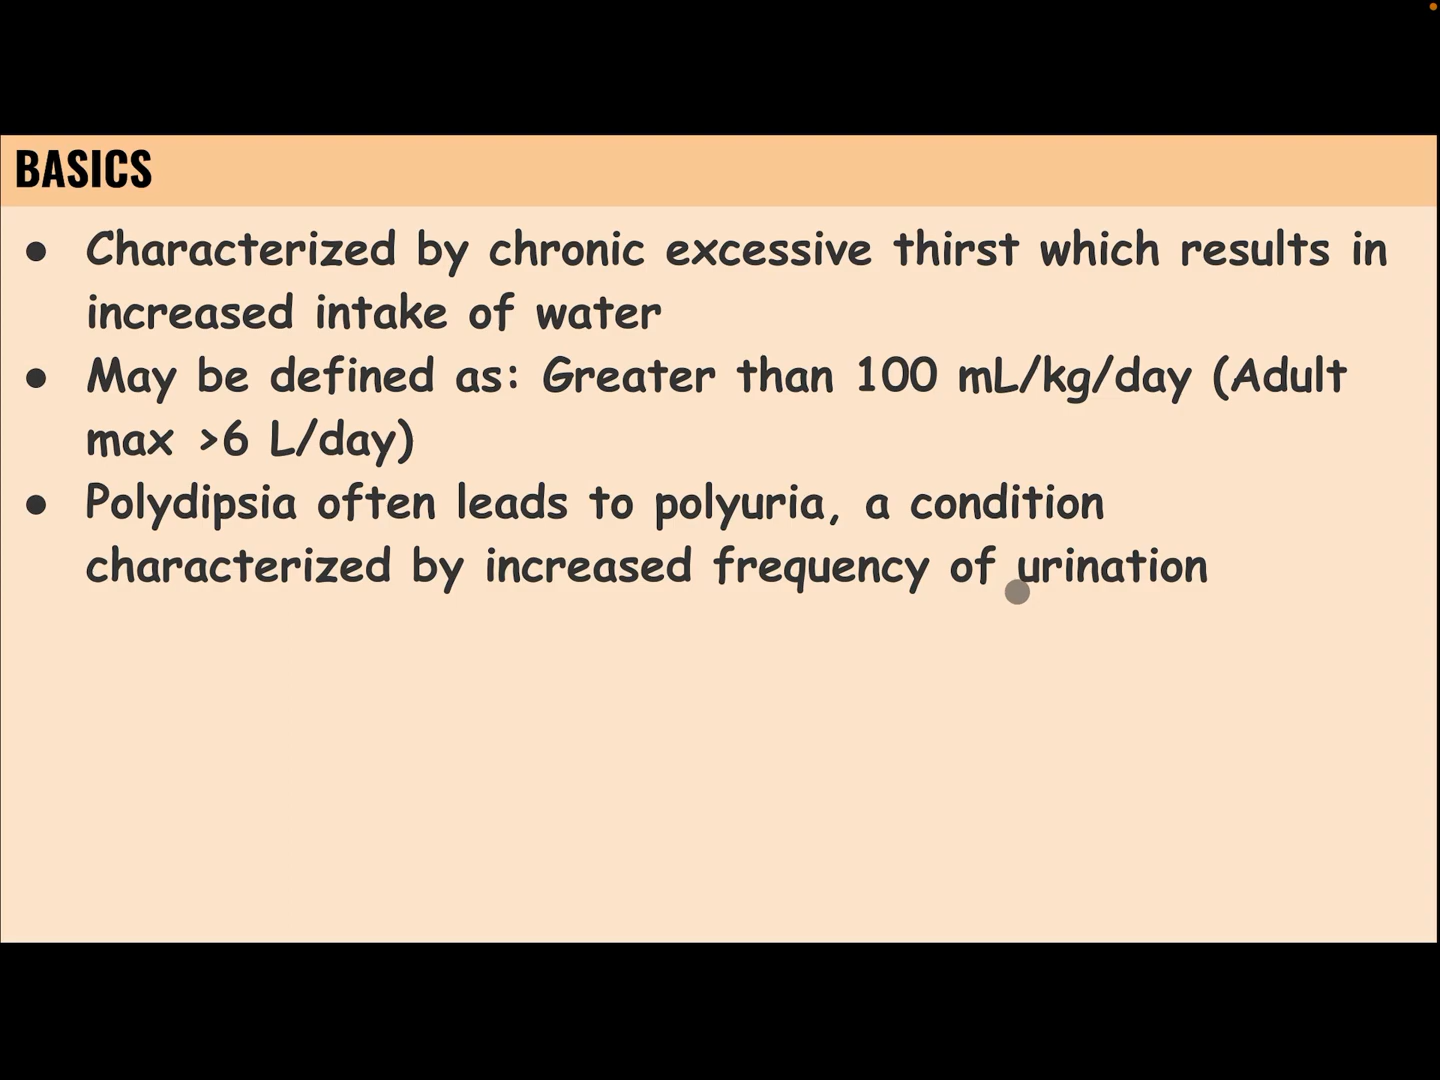 BASICS
● Characterized by chronic excessive thirst which results in
increased intake of water
● May be defined as: Greater than 100 mL/kg/day (Adult
max >6 L/day)
● Polydipsia often leads to polyuria, a condition
characterized by increased frequency of urination